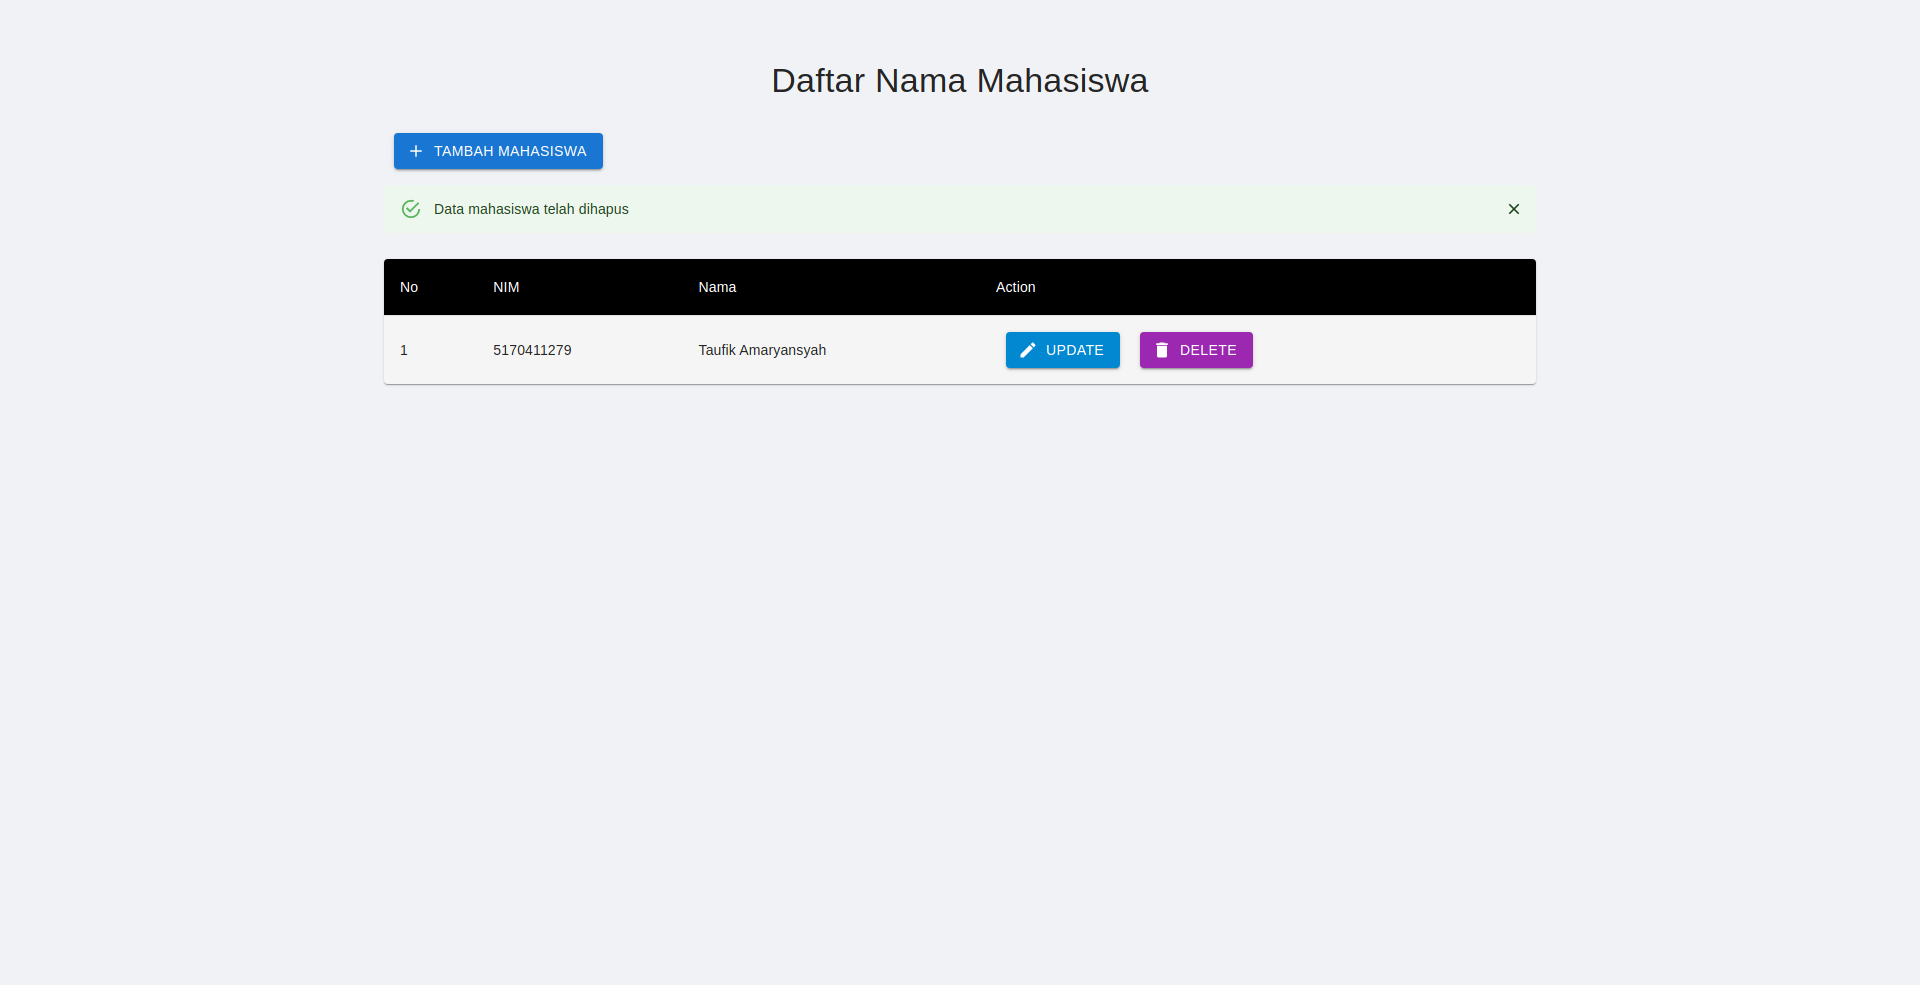 Daftar Nama Mahasiswa
TAMBAH MAHASISWA
Data mahasiswa telah dihapus
No NIM Nama Action
1 5170411279 Taufik Amaryansyah UPDATE DELETE